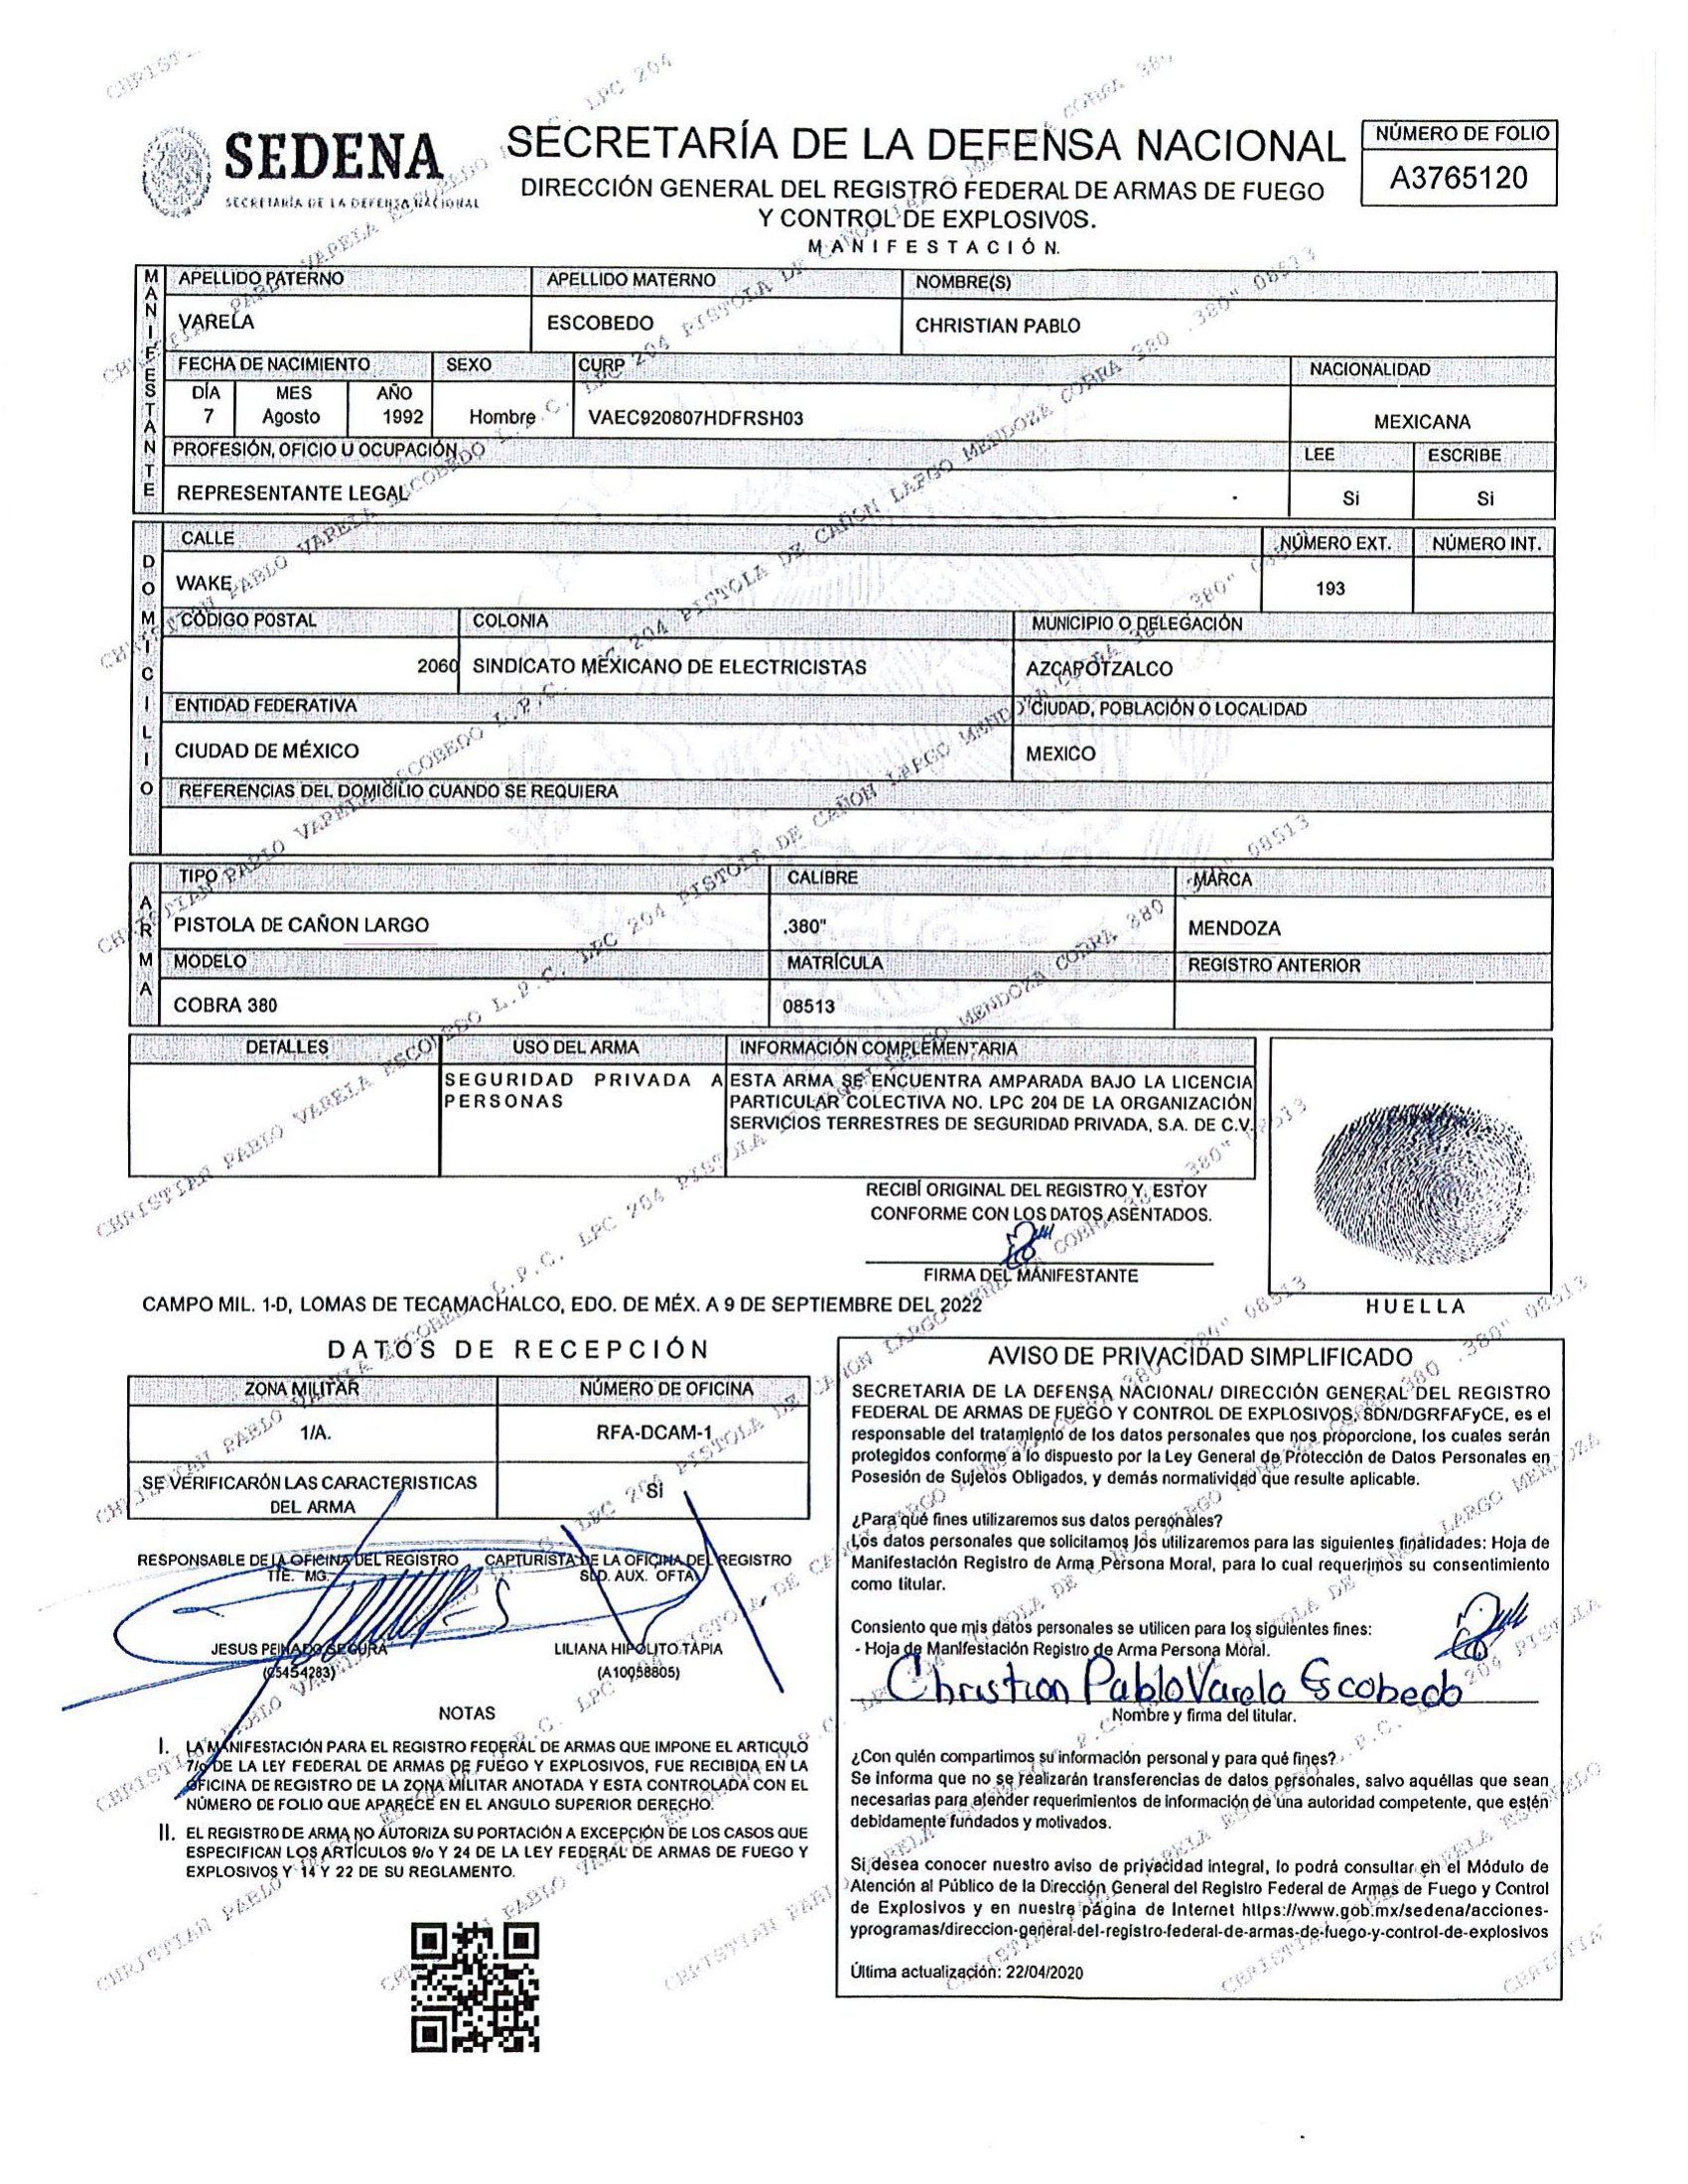 SEDENA
SECRETARÍA DE LA DEFENSA NACIONAL
SECRETARÍA DE LA DEFENSA NACIONAL
DIRECCIÓN GENERAL DEL REGISTRO FEDERAL DE ARMAS DE FUEGO
Y CONTROL DE EXPLOSIVOS.
MANIFESTACIÓN.
NÚMERO DE FOLIO
A3765120
MANIFESTANTE
APELLIDO PATERNO APELLIDO MATERNO NOMBRE(S)
VARELA ESCOBEDO CHRISTIAN PABLO
FECHA DE NACIMIENTO SEXO CURP NACIONALIDAD
DÍA MES AÑO
7 Agosto 1992 Hombre VAEC920807HDFRSH03 MEXICANA
PROFESIÓN, OFICIO U OCUPACIÓN LEE ESCRIBE
REPRESENTANTE LEGAL Si Si
DOMICILIO
CALLE NÚMERO EXT. NÚMERO INT.
WAKE 193
CÓDIGO POSTAL COLONIA MUNICIPIO O DELEGACIÓN
2060 SINDICATO MEXICANO DE ELECTRICISTAS AZCAPOTZALCO
ENTIDAD FEDERATIVA CIUDAD, POBLACIÓN O LOCALIDAD
CIUDAD DE MÉXICO MEXICO
REFERENCIAS DEL DOMICILIO CUANDO SE REQUIERA
ARMA
TIPO CALIBRE MARCA
PISTOLA DE CAÑON LARGO .380" MENDOZA
MODELO MATRÍCULA REGISTRO ANTERIOR
COBRA 380 08513
DETALLES USO DEL ARMA INFORMACIÓN COMPLEMENTARIA
SEGURIDAD PRIVADA A PERSONAS
ESTA ARMA SE ENCUENTRA AMPARADA BAJO LA LICENCIA
PARTICULAR COLECTIVA NO. LPC 204 DE LA ORGANIZACIÓN
SERVICIOS TERRESTRES DE SEGURIDAD PRIVADA, S.A. DE C.V.
RECIBÍ ORIGINAL DEL REGISTRO Y ESTOY
CONFORME CON LOS DATOS ASENTADOS.
FIRMA DEL MANIFESTANTE
HUELLA
CAMPO MIL. 1-D, LOMAS DE TECAMACHALCO, EDO. DE MÉX. A 9 DE SEPTIEMBRE DEL 2022
DATOS DE RECEPCIÓN
ZONA MILITAR NÚMERO DE OFICINA
1/A. RFA-DCAM-1
SE VERIFICARÓN LAS CARACTERISTICAS
DEL ARMA
Si
RESPONSABLE DE LA OFICINA DEL REGISTRO
TTE. MG.
JESUS PEINADO SEGURA
(C5454283)
CAPTURISTA DE LA OFICINA DEL REGISTRO
SLD. AUX. OFTA
LILIANA HIPOLITO TAPIA
(A10058805)
NOTAS
I. LA MANIFESTACIÓN PARA EL REGISTRO FEDERAL DE ARMAS QUE IMPONE EL ARTICULO
7/o DE LA LEY FEDERAL DE ARMAS DE FUEGO Y EXPLOSIVOS, FUE RECIBIDA EN LA
OFICINA DE REGISTRO DE LA ZONA MILITAR ANOTADA Y ESTA CONTROLADA CON EL
NÚMERO DE FOLIO QUE APARECE EN EL ANGULO SUPERIOR DERECHO.
II. EL REGISTRO DE ARMA NO AUTORIZA SU PORTACIÓN A EXCEPCIÓN DE LOS CASOS QUE
ESPECIFICAN LOS ARTÍCULOS 9/o Y 24 DE LA LEY FEDERAL DE ARMAS DE FUEGO Y
EXPLOSIVOS Y 14 Y 22 DE SU REGLAMENTO.
AVISO DE PRIVACIDAD SIMPLIFICADO
SECRETARIA DE LA DEFENSA NACIONAL/ DIRECCIÓN GENERAL DEL REGISTRO
FEDERAL DE ARMAS DE FUEGO Y CONTROL DE EXPLOSIVOS, SDN/DGRFAFyCE, es el
responsable del tratamiento de los datos personales que nos proporcione, los cuales serán
protegidos conforme a lo dispuesto por la Ley General de Protección de Datos Personales en
Posesión de Sujetos Obligados, y demás normatividad que resulte aplicable.
¿Para qué fines utilizaremos sus datos personales?
Los datos personales que solicitamos los utilizaremos para las siguientes finalidades: Hoja de
Manifestación Registro de Arma Persona Moral, para lo cual requerimos su consentimiento
como titular.
Consiento que mis datos personales se utilicen para los siguientes fines:
- Hoja de Manifestación Registro de Arma Persona Moral.
Christian Pablo Varela Escobedo
Nombre y firma del titular.
¿Con quién compartimos su información personal y para qué fines?
Se informa que no se realizarán transferencias de datos personales, salvo aquéllas que sean
necesarias para atender requerimientos de información de una autoridad competente, que estén
debidamente fundados y motivados.
Si desea conocer nuestro aviso de privacidad integral, lo podrá consultar en el Módulo de
Atención al Público de la Dirección General del Registro Federal de Armas de Fuego y Control
de Explosivos y en nuestra página de Internet https://www.gob.mx/sedena/acciones-
yprogramas/direccion-general-del-registro-federal-de-armas-de-fuego-y-control-de-explosivos
Última actualización: 22/04/2020